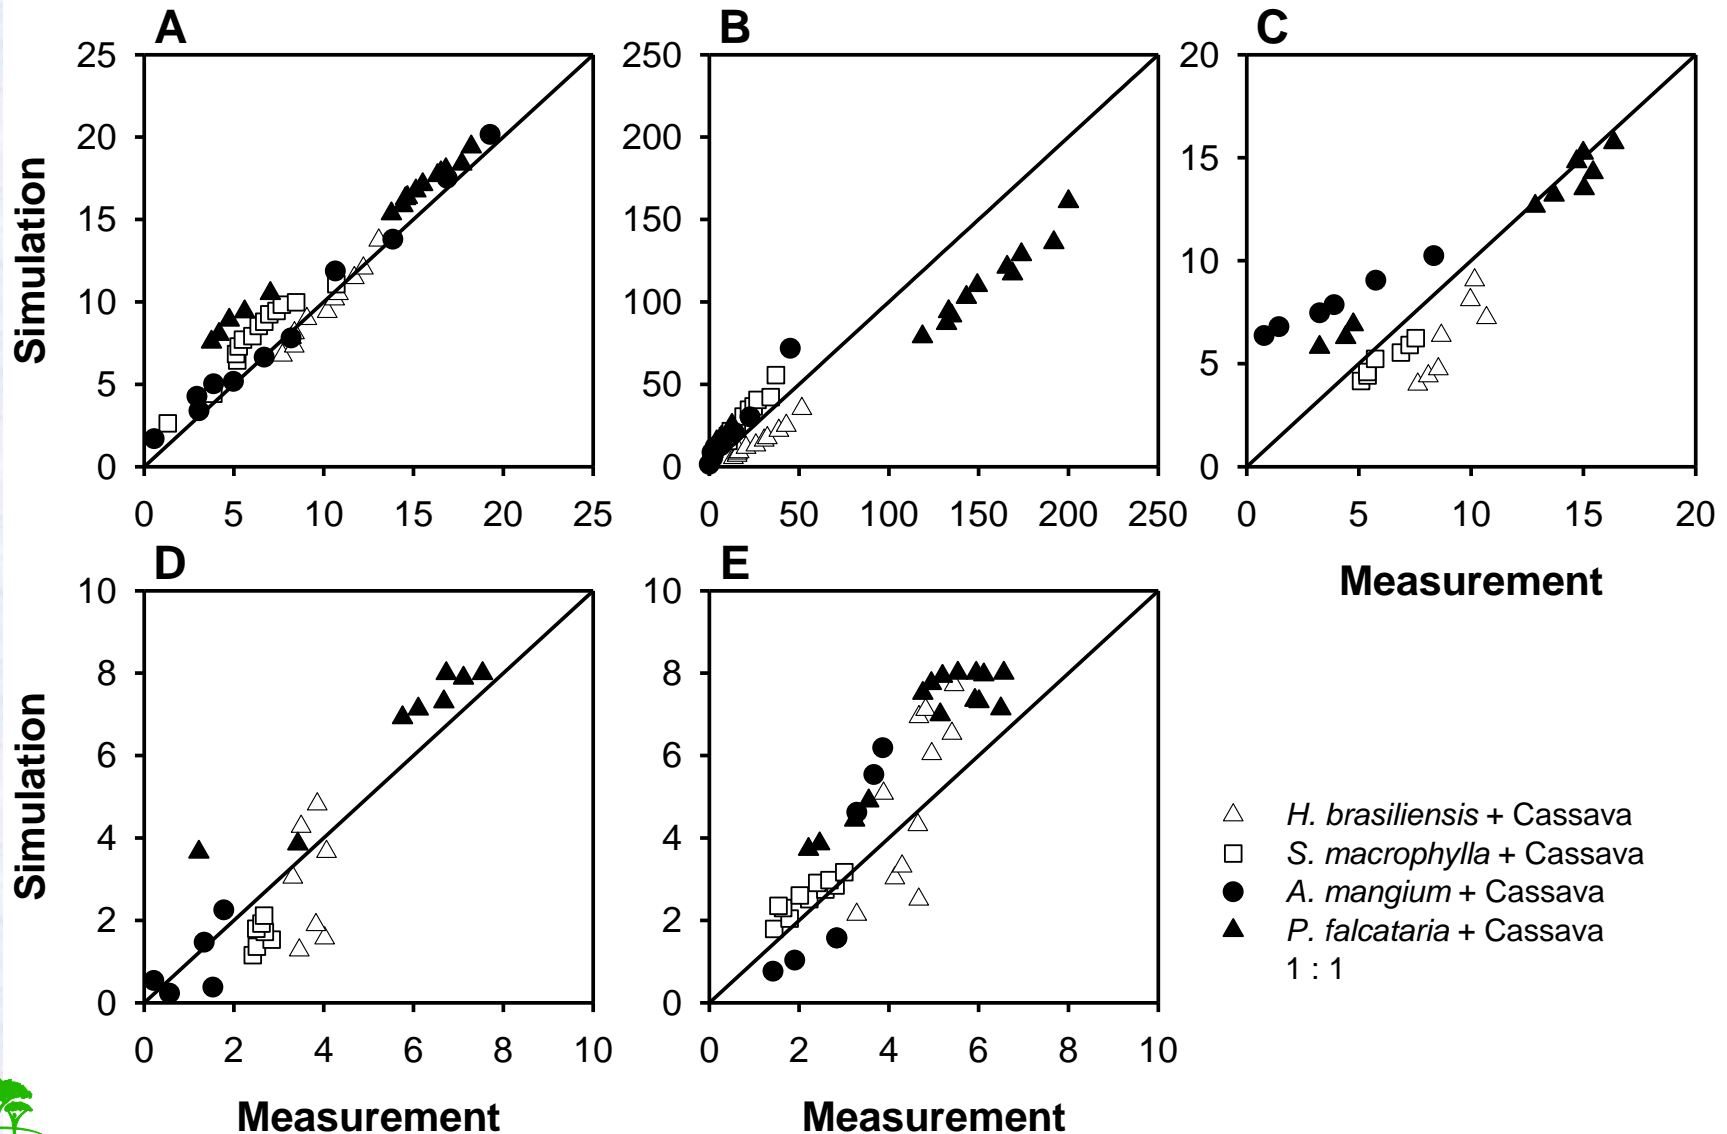 A
B
C
25
20
15
10
5
0
0 5 10 15 20 25
250
200
150
100
50
0
0 50 100 150 200 250
20
15
10
5
0
0 5 10 15 20
Simulation
Measurement
D
E
10
8
6
4
2
0
0 2 4 6 8 10
10
8
6
4
2
0
0 2 4 6 8 10
Simulation
Measurement
Measurement
H. brasiliensis + Cassava
S. macrophylla + Cassava
A. mangium + Cassava
P. falcataria + Cassava
1 : 1